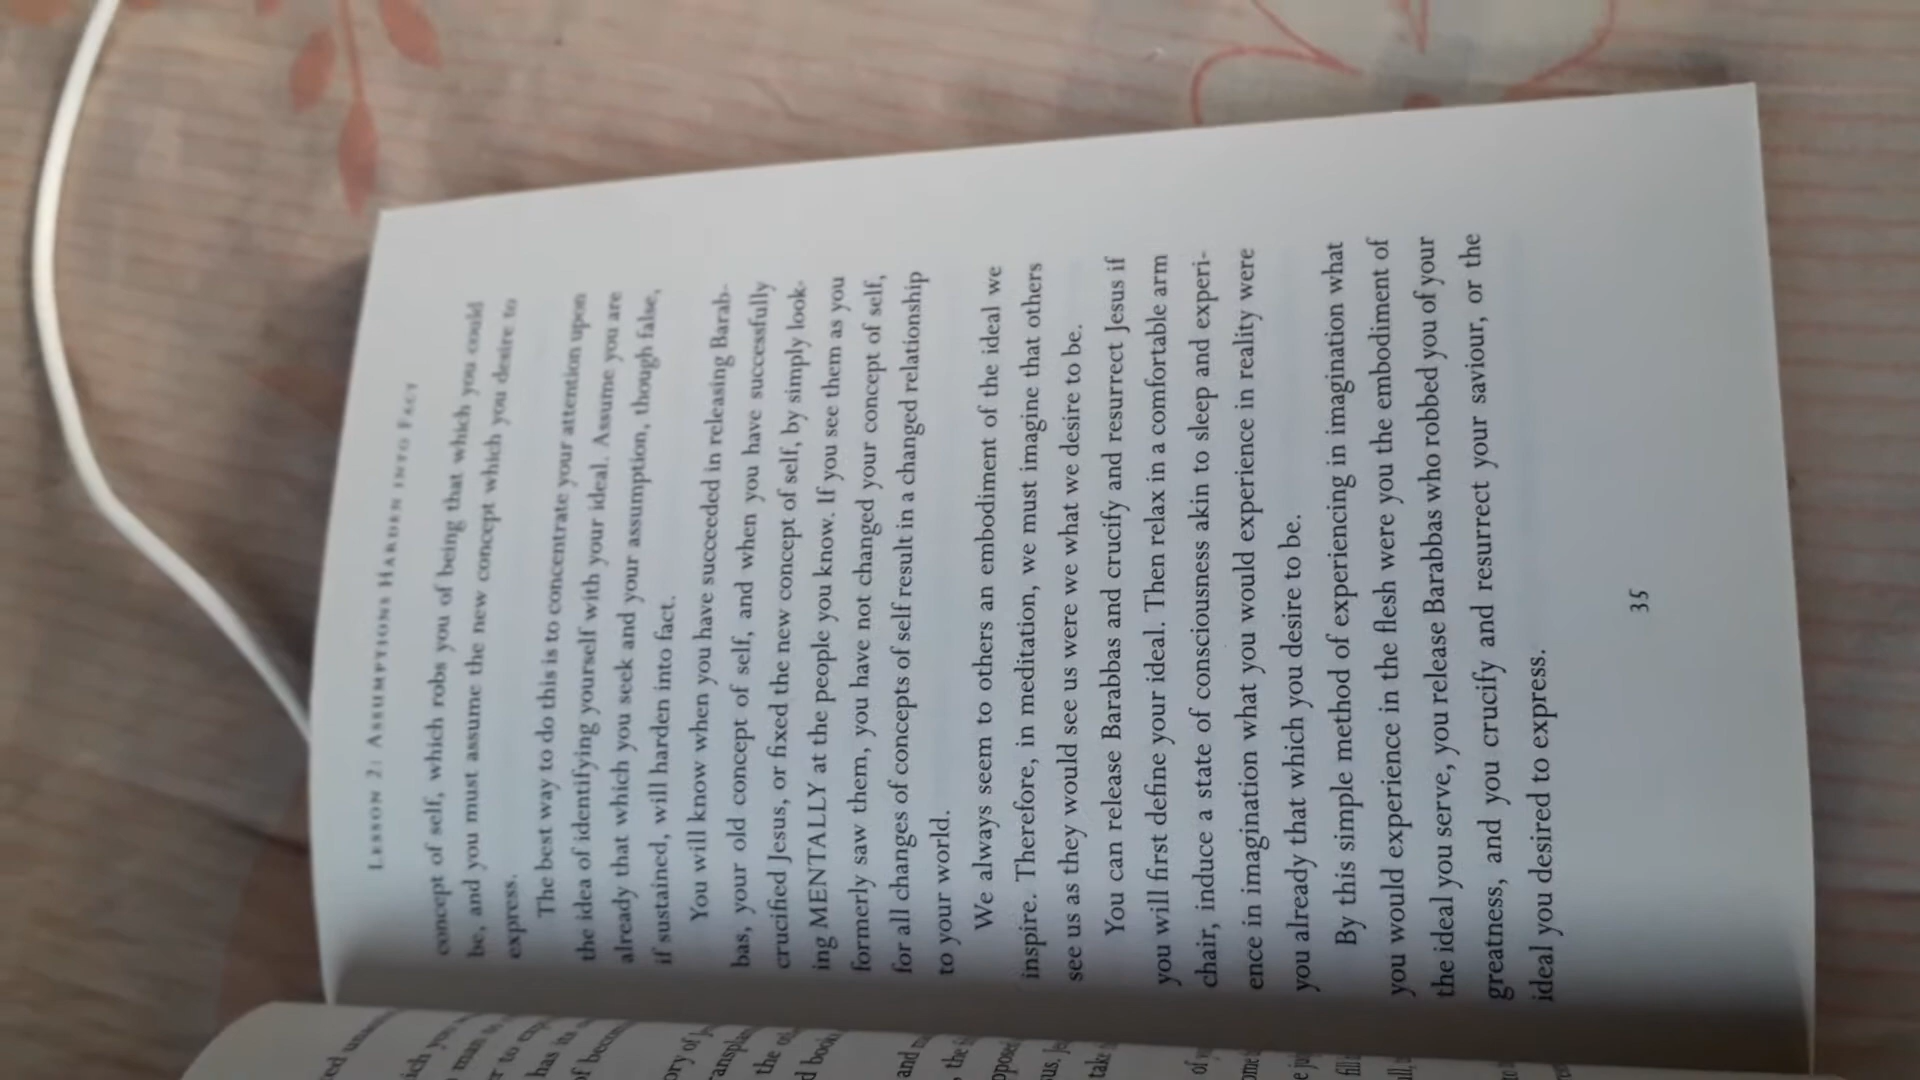 LESSON 2: ASSUMPTIONS HARDEN INTO FACT
concept of self, which robs you of being that which you could
be, and you must assume the new concept which you desire to
express.
The best way to do this is to concentrate your attention upon
the idea of identifying yourself with your ideal. Assume you are
already that which you seek and your assumption, though false,
if sustained, will harden into fact.
You will know when you have succeeded in releasing Barab-
bas, your old concept of self, and when you have successfully
crucified Jesus, or fixed the new concept of self, by simply look-
ing MENTALLY at the people you know. If you see them as you
formerly saw them, you have not changed your concept of self,
for all changes of concepts of self result in a changed relationship
to your world.
We always seem to others an embodiment of the ideal we
inspire. Therefore, in meditation, we must imagine that others
see us as they would see us were we what we desire to be.
You can release Barabbas and crucify and resurrect Jesus if
you will first define your ideal. Then relax in a comfortable arm
chair, induce a state of consciousness akin to sleep and experi-
ence in imagination what you would experience in reality were
you already that which you desire to be.
By this simple method of experiencing in imagination what
you would experience in the flesh were you the embodiment of
the ideal you serve, you release Barabbas who robbed you of your
greatness, and you crucify and resurrect your saviour, or the
ideal you desired to express.
35